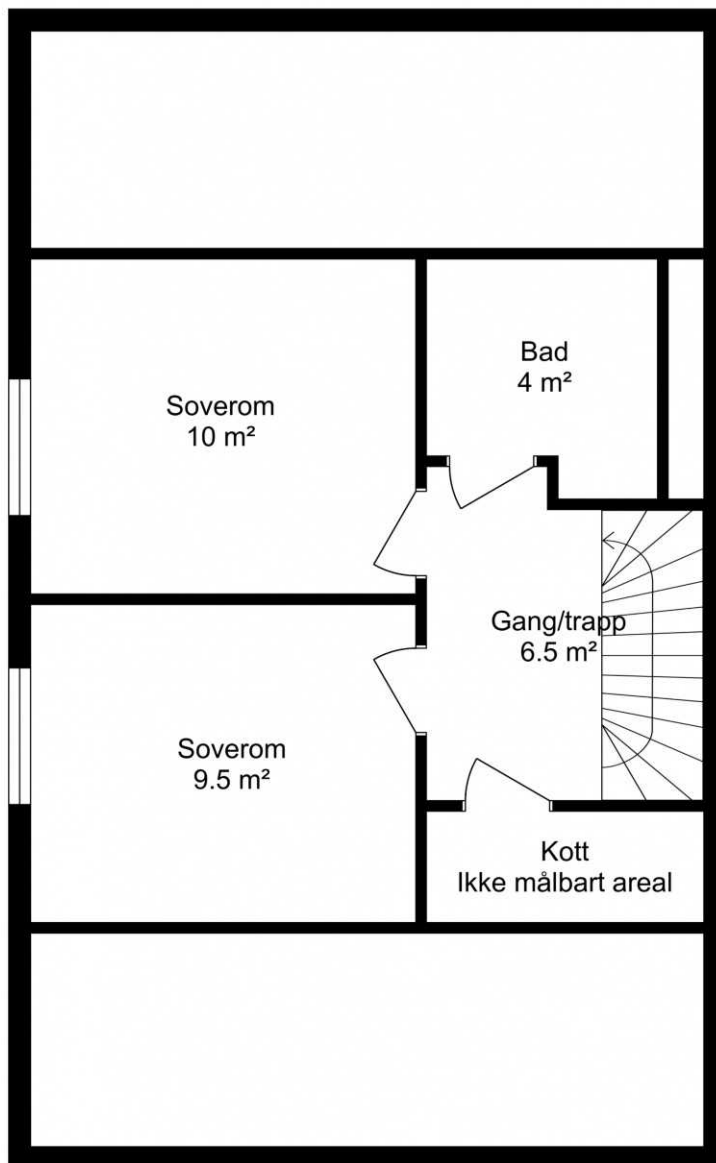 Bad
4 m²
Soverom
10 m²
Gang/trapp
6.5 m²
Soverom
9.5 m²
Kott
Ikke målbart areal